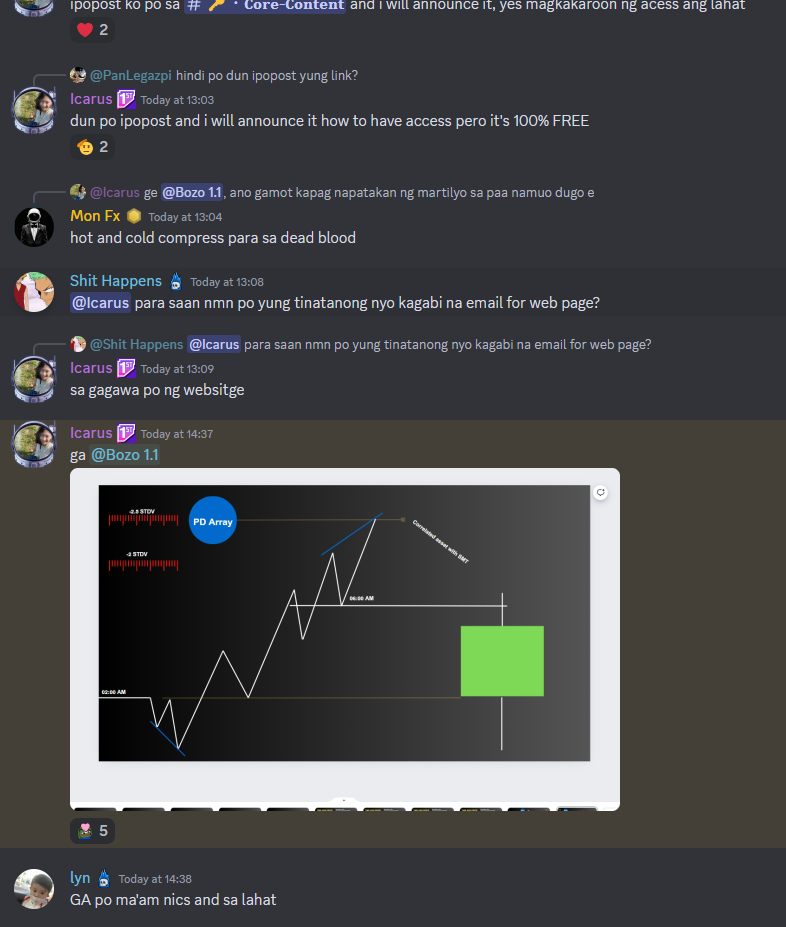 ipopost ko po sa # 🔑 · Core-Content and i will announce it, yes magkakaroon ng acess ang lahat
❤️ 2
@PanLegazpi hindi po dun ipopost yung link?
Icarus 1ST Today at 13:03
dun po ipopost and i will announce it how to have access pero it's 100% FREE
🫡 2
@Icarus ge @Bozo 1.1, ano gamot kapag napatakan ng martilyo sa paa namuo dugo e
Mon Fx Today at 13:04
hot and cold compress para sa dead blood
Shit Happens Today at 13:08
@Icarus para saan nmn po yung tinatanong nyo kagabi na email for web page?
@Shit Happens @Icarus para saan nmn po yung tinatanong nyo kagabi na email for web page?
Icarus 1ST Today at 13:09
sa gagawa po ng websitge
Icarus 1ST Today at 14:37
ga @Bozo 1.1
-2.5 STDV
PD Array
Correlated asset with SMT
-2 STDV
06:00 AM
02:00 AM
5
lyn Today at 14:38
GA po ma'am nics and sa lahat